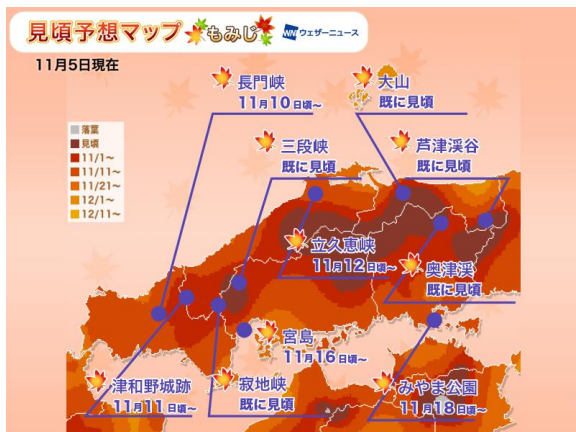 見頃予想マップ もみじ WN ウェザーニュース
11月5日現在
長門峡
11月10日頃～
大山
既に見頃
三段峡
既に見頃
芦津渓谷
既に見頃
落葉
見頃
11/1～
11/11～
11/21～
12/1～
12/11～
立久恵峡
11月12日頃～
奥津渓
既に見頃
宮島
11月16日頃～
津和野城跡
11月11日頃～
寂地峡
既に見頃
みやま公園
11月18日頃～